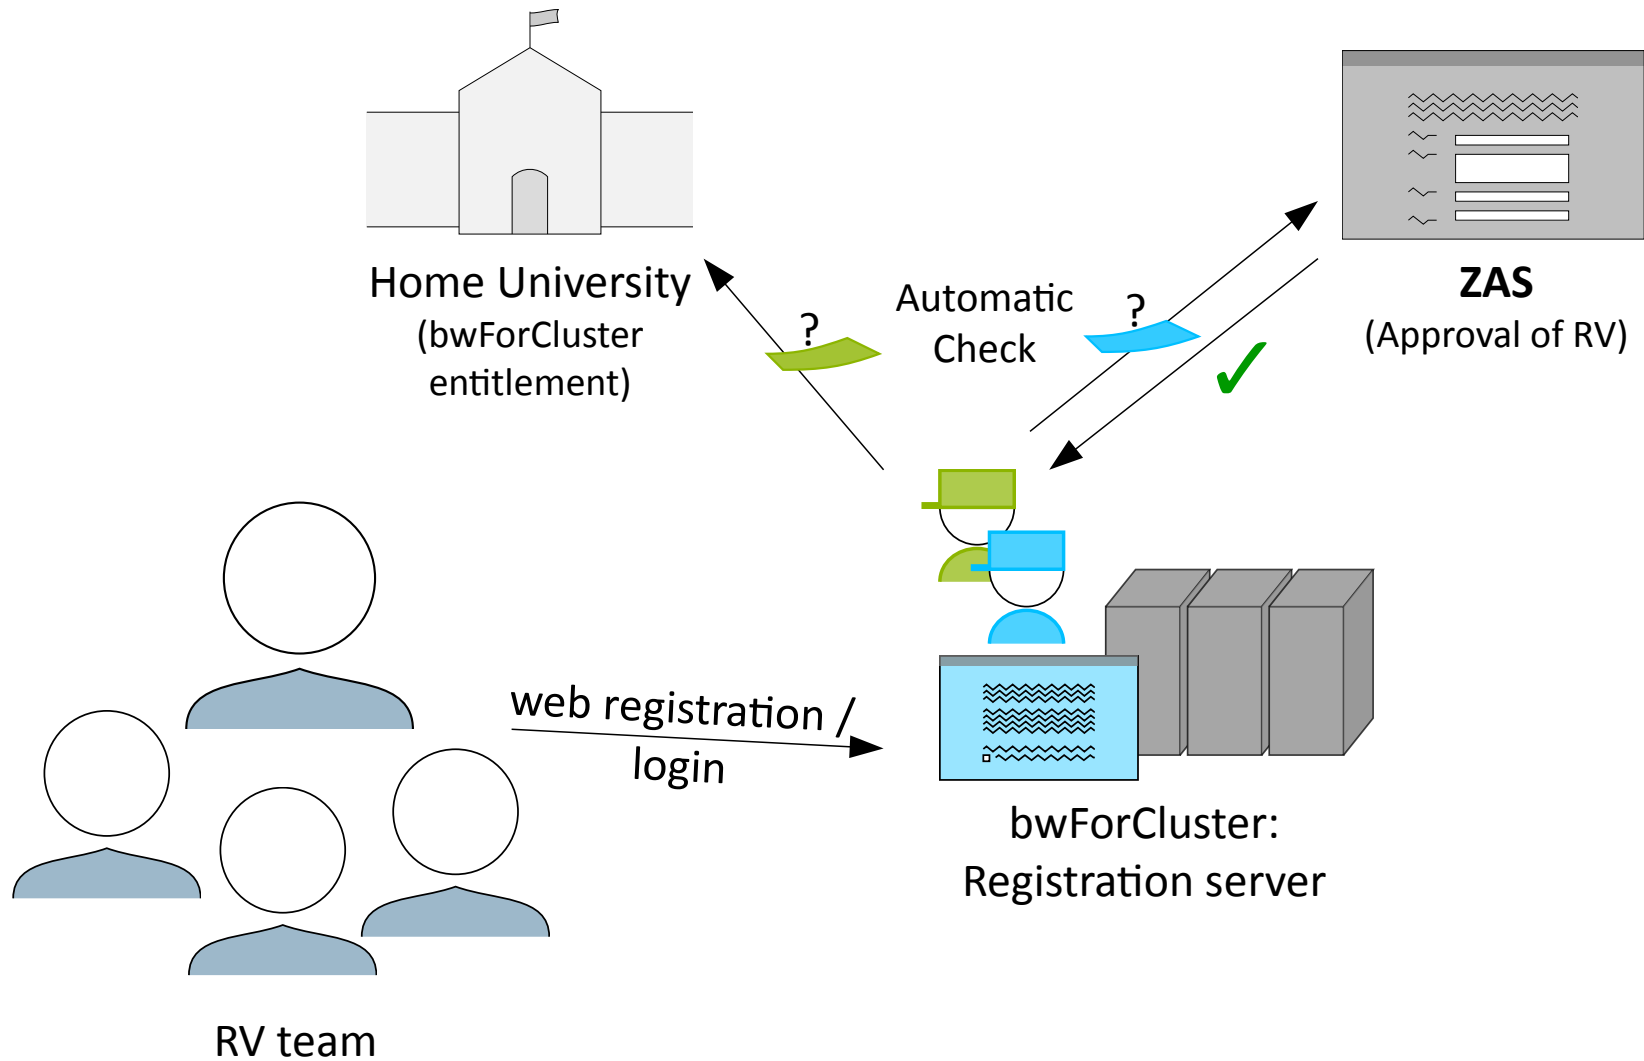 Home University
(bwForCluster
entitlement)
?
Automatic
Check
?
ZAS
(Approval of RV)
✓
web registration /
login
bwForCluster:
Registration server
RV team